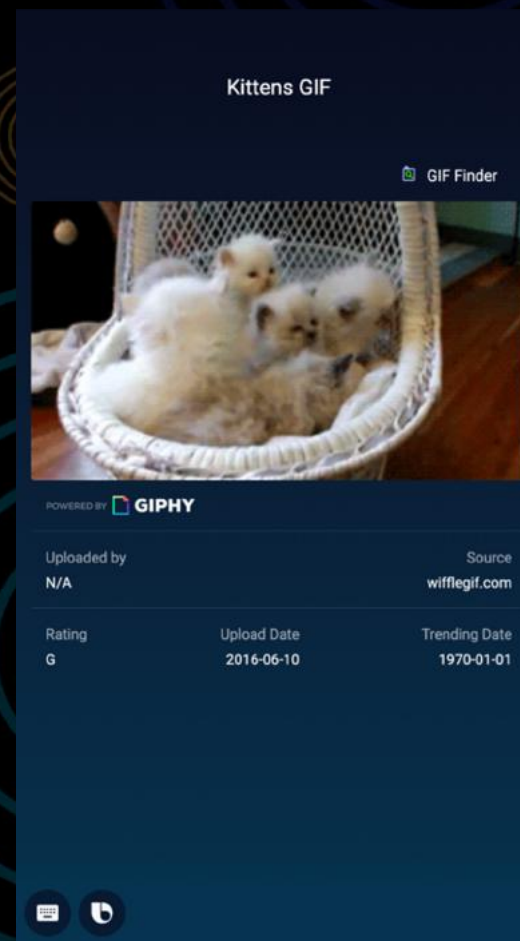 Kittens GIF
GIF Finder
POWERED BY GIPHY
Uploaded by Source
N/A wifflegif.com
Rating Upload Date Trending Date
G 2016-06-10 1970-01-01